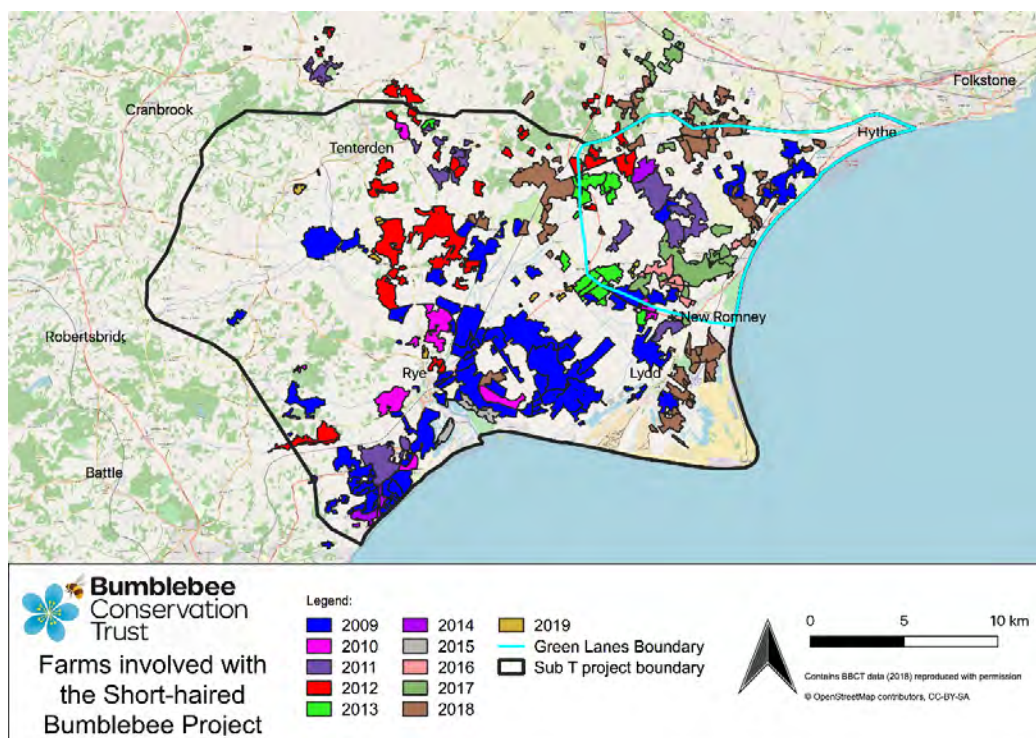 Folkstone
Cranbrook
Hythe
Tenterden
New Romney
Robertsbridg
Rye
Lydd
Battle
Bumblebee
Conservation
Trust
Farms involved with
the Short-haired
Bumblebee Project
Legend:
2009
2010
2011
2012
2013
2014
2015
2016
2017
2018
2019
Green Lanes Boundary
Sub T project boundary
0 5 10 km
Contains BBCT data (2018) reproduced with permission
© OpenStreetMap contributors, CC-BY-SA